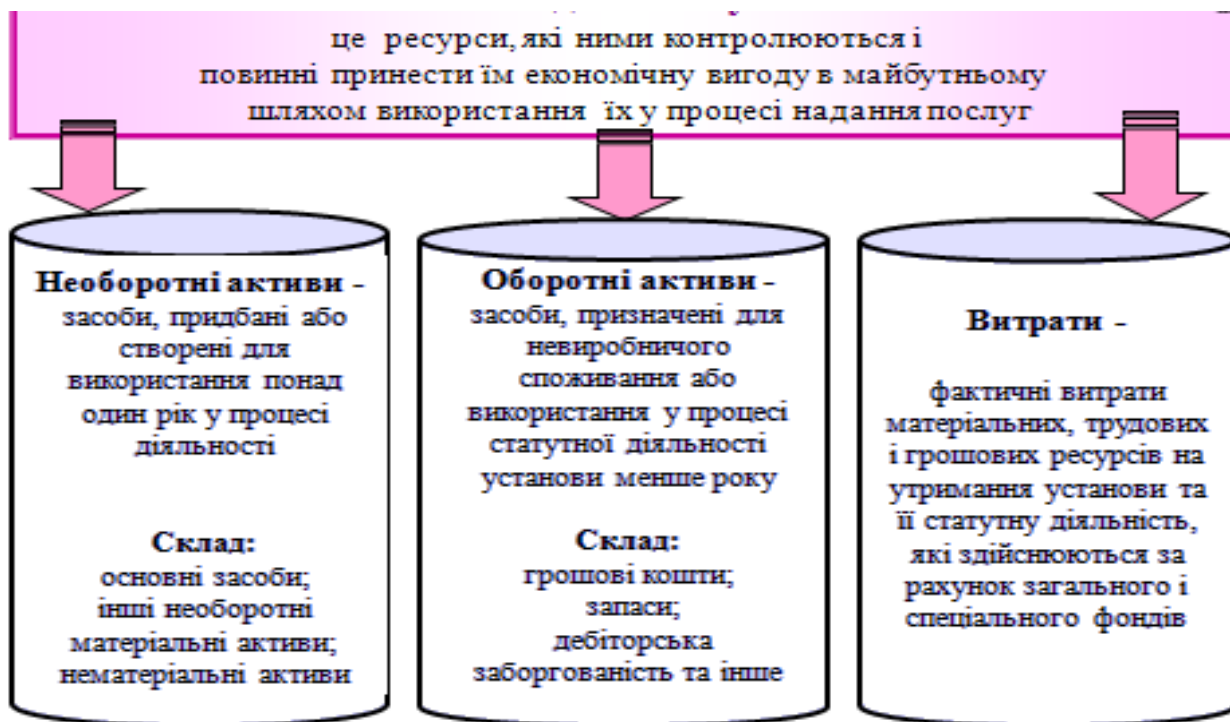 це ресурси, які ними контролюються і
повинні принести їм економічну вигоду в майбутньому
шляхом використання їх у процесі надання послуг
Необоротні активи -
засоби, придбані або
створені для
використання понад
один рік у процесі
діяльності
Склад:
основні засоби;
інші необоротні
матеріальні активи;
нематеріальні активи
Оборотні активи -
засоби, призначені для
невиробничого
споживання або
використання у процесі
статутної діяльності
установи менше року
Склад:
грошові кошти;
запаси;
дебіторська
заборгованість та інше
Витрати -
фактичні витрати
матеріальних, трудових
і грошових ресурсів на
утримання установи та
її статутну діяльність,
які здійснюються за
рахунок загального і
спеціального фондів